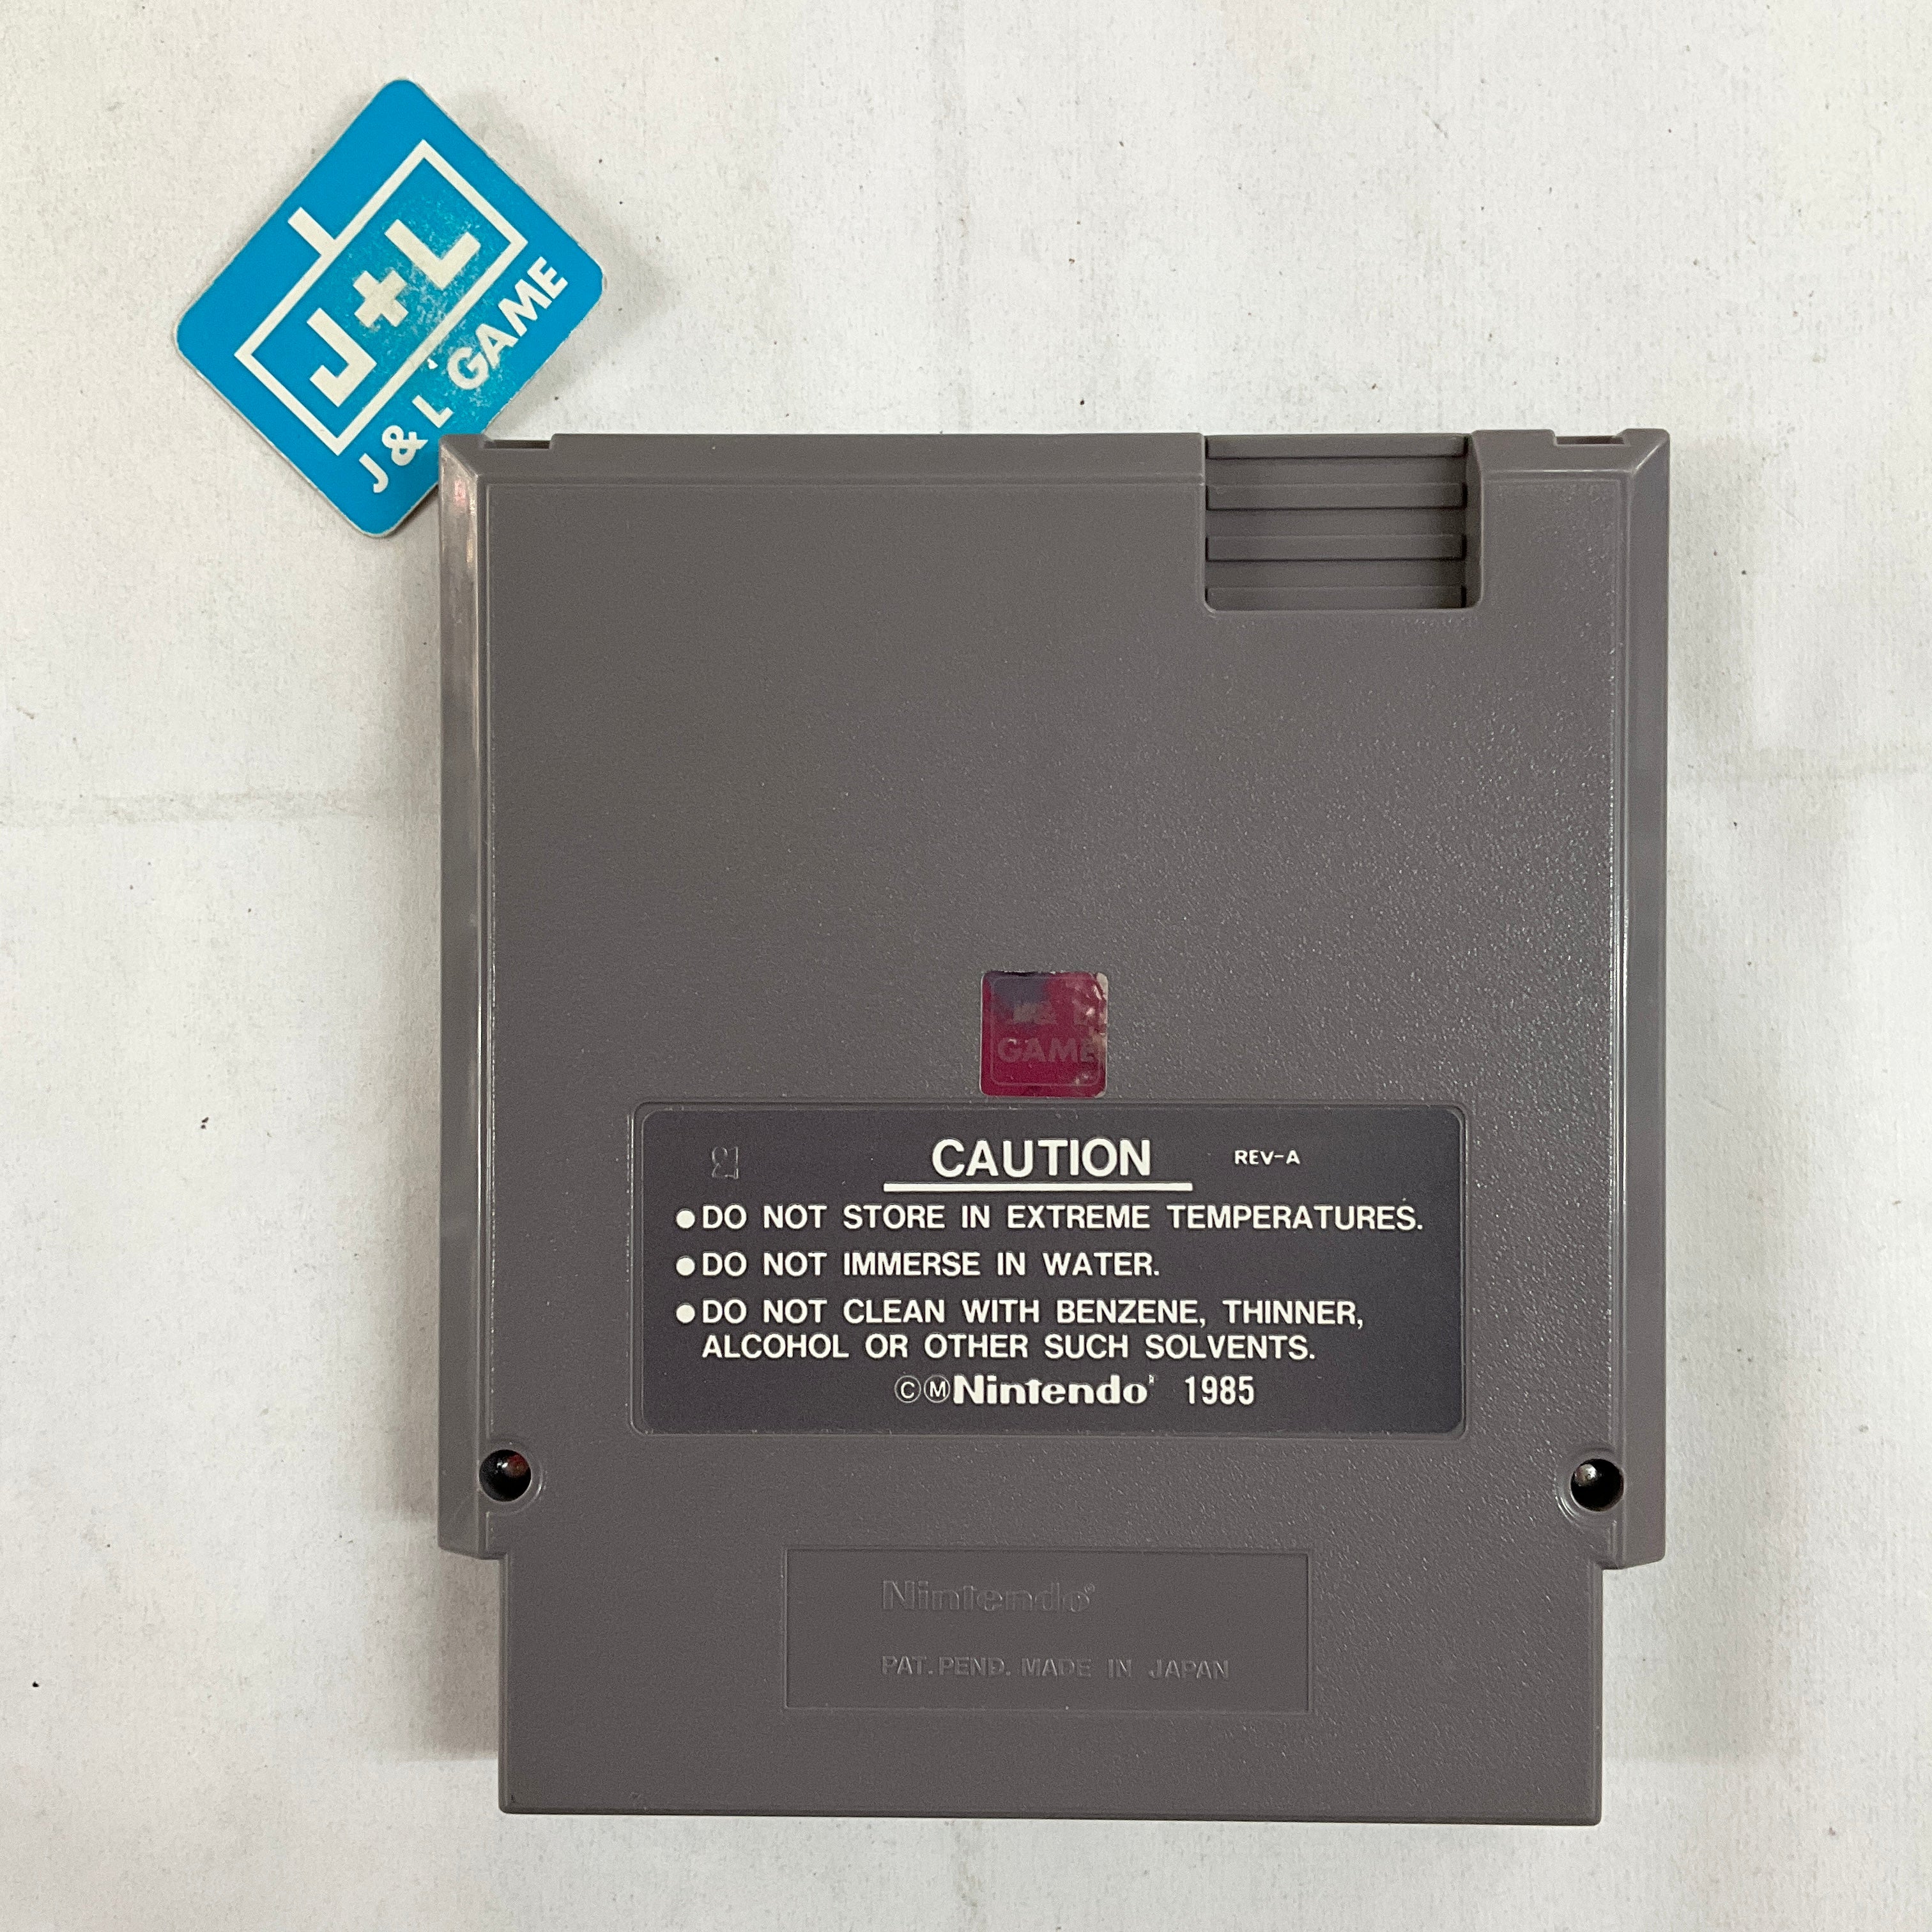 J+L
J & L GAME
J & L
GAME
21
CAUTION REV-A
●DO NOT STORE IN EXTREME TEMPERATURES.
●DO NOT IMMERSE IN WATER.
●DO NOT CLEAN WITH BENZENE, THINNER,
ALCOHOL OR OTHER SUCH SOLVENTS.
©ⓂNintendo® 1985
Nintendo®
PAT. PEND. MADE IN JAPAN